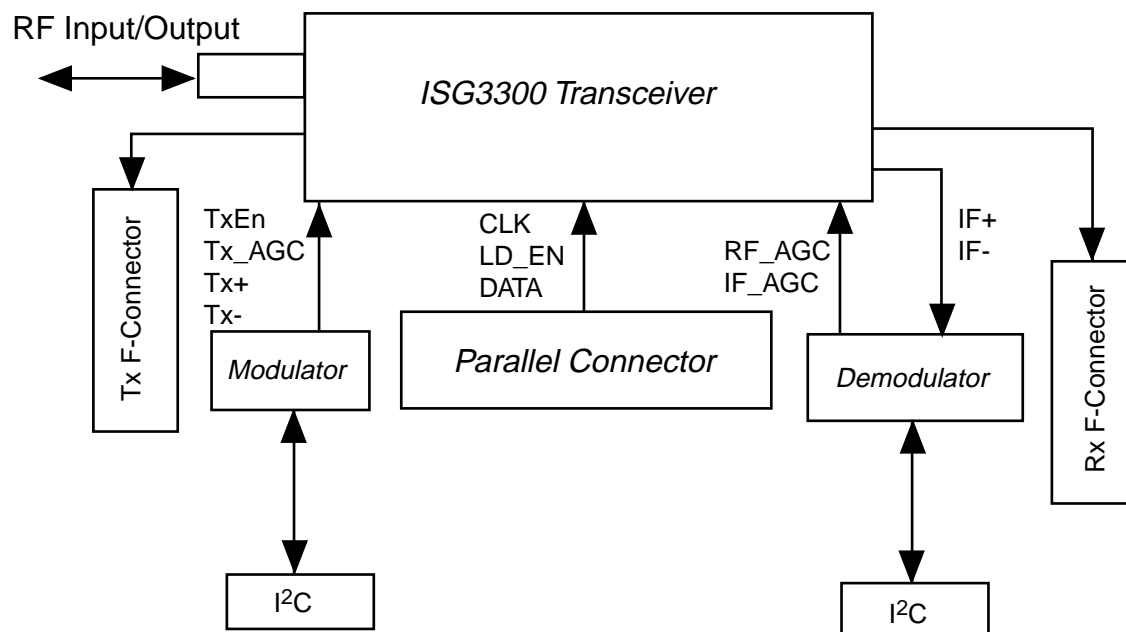 RF Input/Output
ISG3300 Transceiver
Tx F-Connector
TxEn
Tx_AGC
Tx+
Tx-
CLK
LD_EN
DATA
RF_AGC
IF_AGC
IF+
IF-
Rx F-Connector
Modulator
Parallel Connector
Demodulator
I²C
I²C